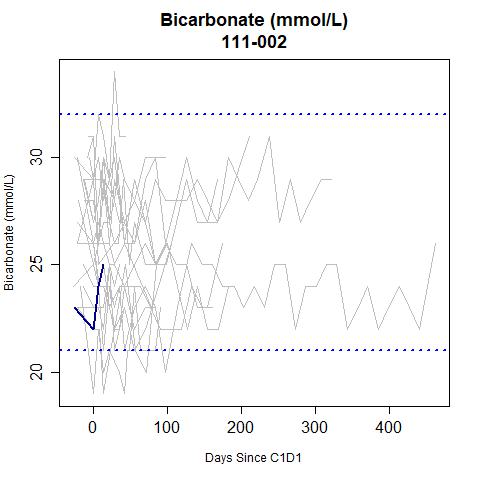 Bicarbonate (mmol/L)
111-002
Bicarbonate (mmol/L)
30
25
20
0 100 200 300 400
Days Since C1D1